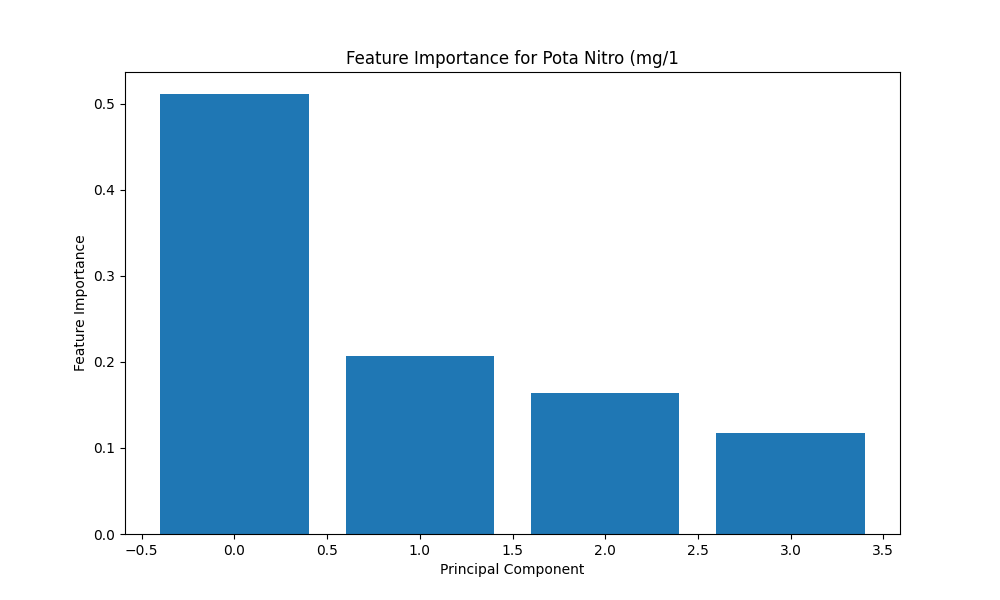 Feature Importance for Pota Nitro (mg/1
Feature Importance
0.5
0.4
0.3
0.2
0.1
0.0
−0.5 0.0 0.5 1.0 1.5 2.0 2.5 3.0 3.5
Principal Component